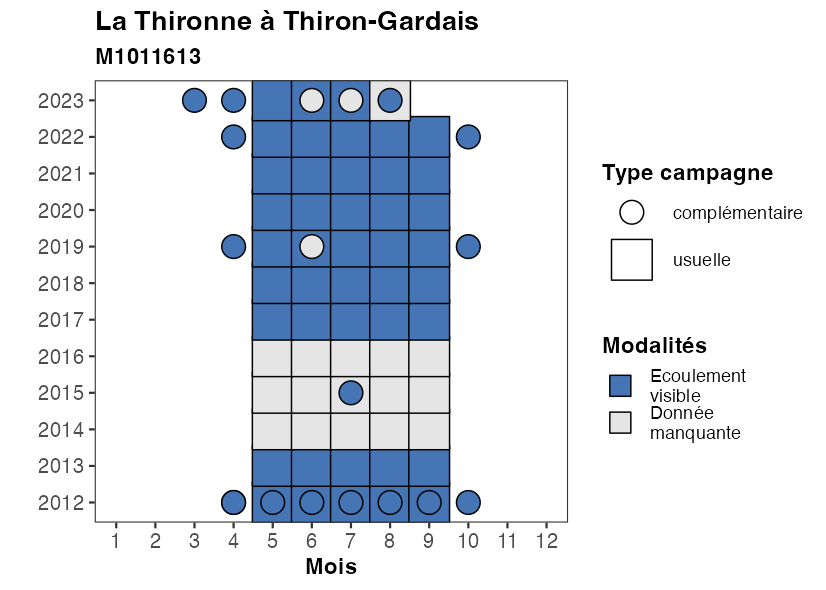 La Thironne à Thiron-Gardais
M1011613
2023
2022
2021
2020
2019
2018
2017
2016
2015
2014
2013
2012
1 2 3 4 5 6 7 8 9 10 11 12
Mois
Type campagne
complémentaire
usuelle
Modalités
Ecoulement
visible
Donnée
manquante